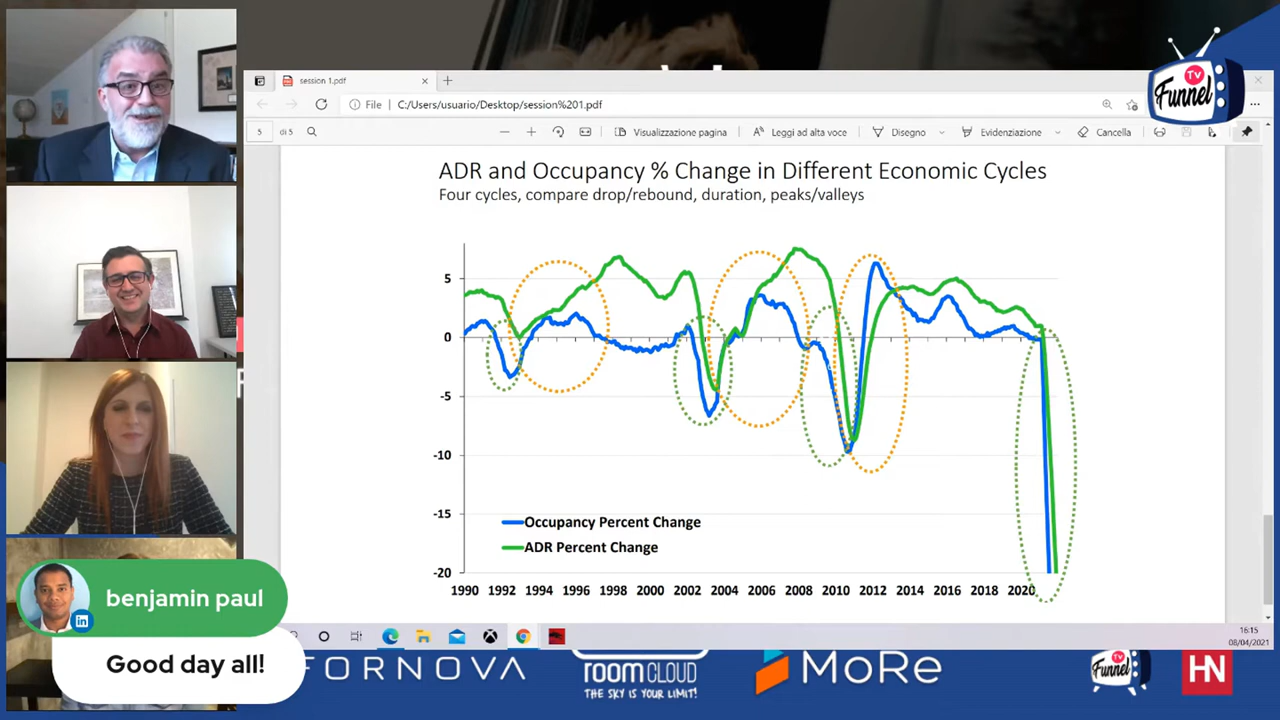 session 1.pdf
Tv
Funnel
File
C:/Users/usuario/Desktop/session%201.pdf
5
di 5
Visualizzazione pagina
Leggi ad alta voce
Disegno
Evidenziazione
Cancella
ADR and Occupancy % Change in Different Economic Cycles
Four cycles, compare drop/rebound, duration, peaks/valleys
5
0
-5
-10
-15
-20
Occupancy Percent Change
ADR Percent Change
1990 1992 1994 1996 1998 2000 2002 2004 2006 2008 2010 2012 2014 2016 2018 2020
benjamin paul
in
Good day all!
16:15
08/04/2021
FORNOVA
ROOMCLOUD
THE SKY IS YOUR LIMIT!
MoRe
Tv
Funnel
HN